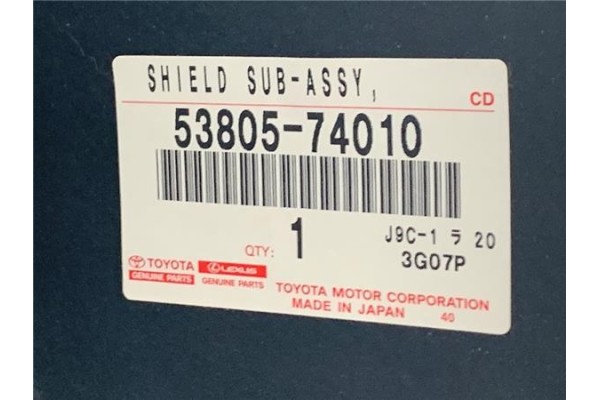 SHIELD SUB-ASSY,
CD
53805-74010
QTY: 1
J9C-1 ラ 20
3G07P
TOYOTA
GENUINE PARTS
LEXUS
GENUINE PARTS
TOYOTA MOTOR CORPORATION
MADE IN JAPAN 40